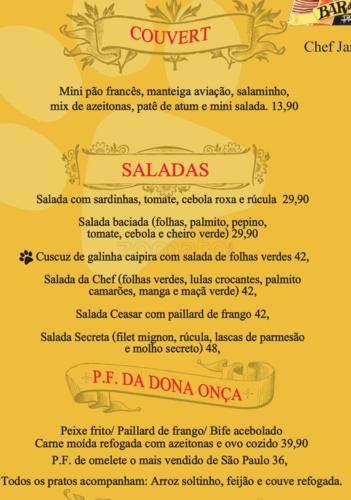 COUVERT
BAR
Chef Ja
Mini pão francês, manteiga aviação, salaminho,
mix de azeitonas, patê de atum e mini salada. 13,90
SALADAS
Salada com sardinhas, tomate, cebola roxa e rúcula 29,90
Salada baciada (folhas, palmito, pepino,
tomate, cebola e cheiro verde) 29,90
Cuscuz de galinha caipira com salada de folhas verdes 42,
Salada da Chef (folhas verdes, lulas crocantes, palmito
camarões, manga e maçã verde) 42,
Salada Ceasar com paillard de frango 42,
Salada Secreta (filet mignon, rúcula, lascas de parmesão
e molho secreto) 48,
P.F. DA DONA ONÇA
Peixe frito/ Paillard de frango/ Bife acebolado
Carne moída refogada com azeitonas e ovo cozido 39,90
P.F. de omelete o mais vendido de São Paulo 36,
Todos os pratos acompanham: Arroz soltinho, feijão e couve refogada.